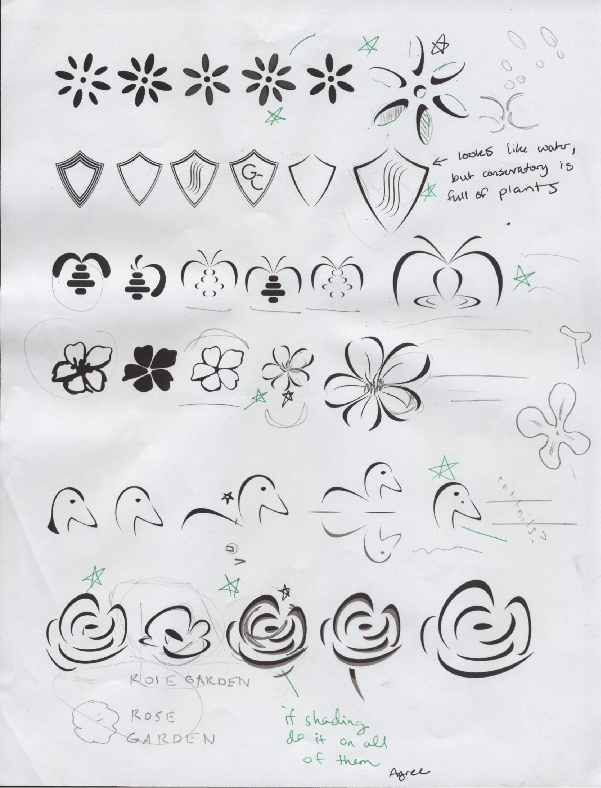 looks like water,
but conservatory is
full of plants
GC
ROSE GARDEN
ROSE
GARDEN
if shading
do it on all
of them
Agree